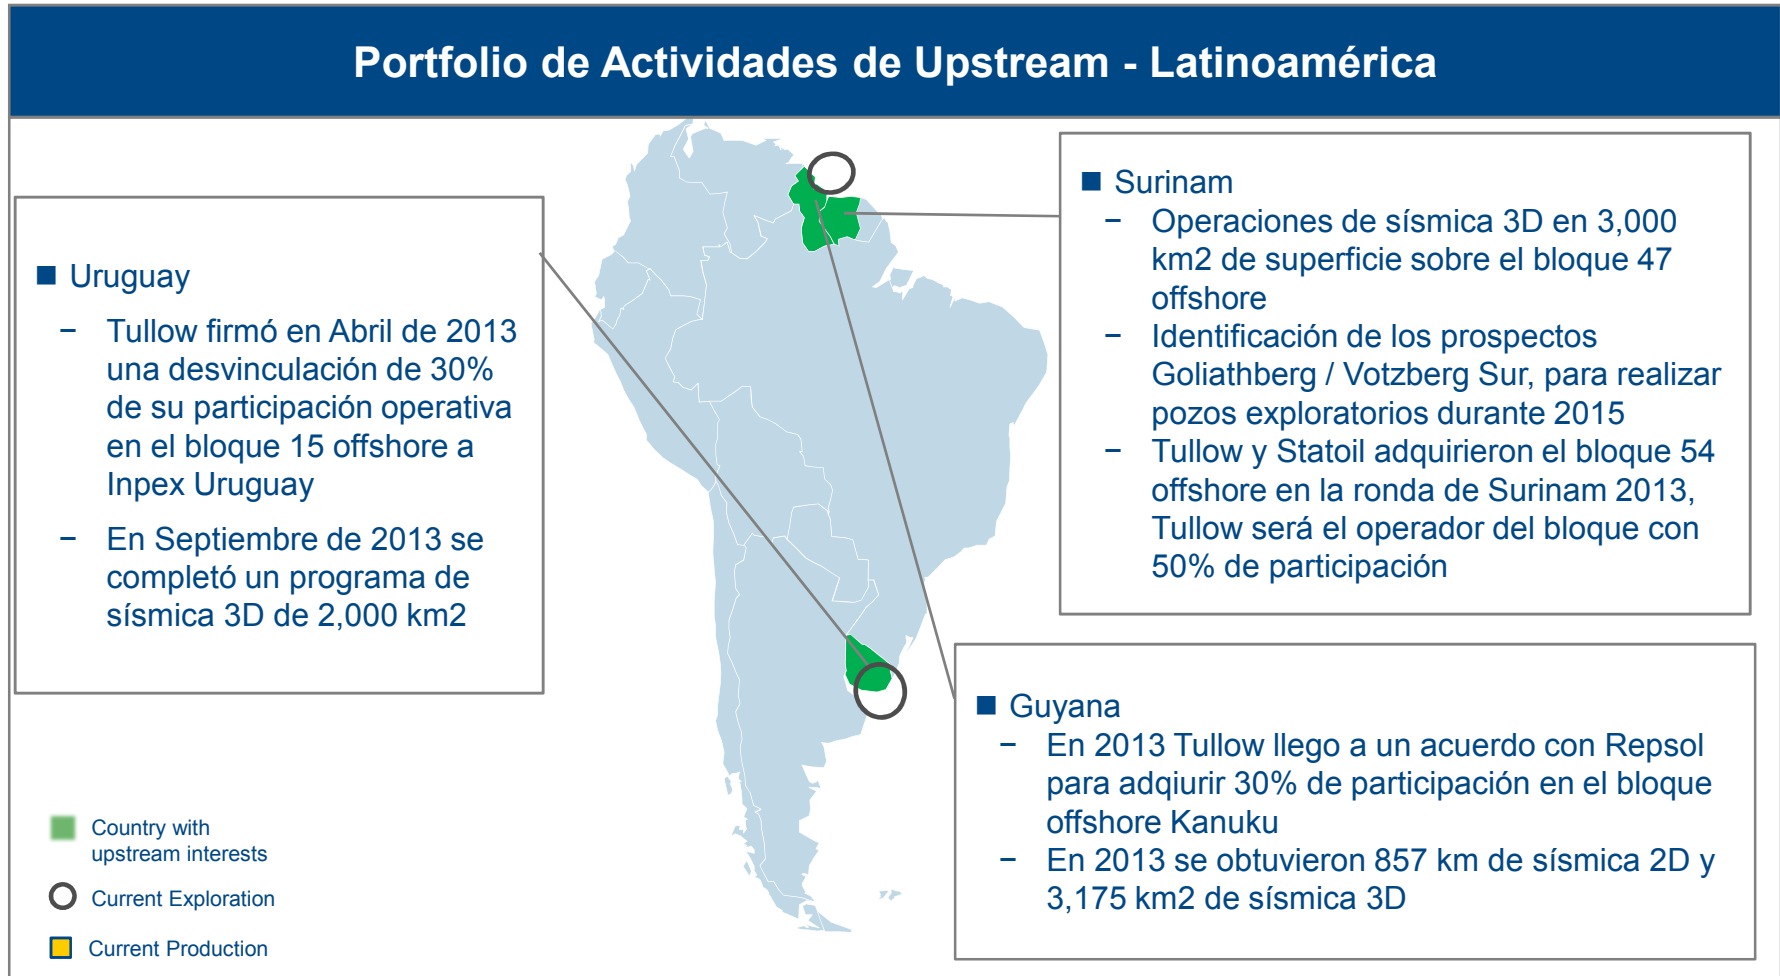 Portfolio de Actividades de Upstream - Latinoamérica
■ Uruguay
− Tullow firmó en Abril de 2013
una desvinculación de 30%
de su participación operativa
en el bloque 15 offshore a
Inpex Uruguay
− En Septiembre de 2013 se
completó un programa de
sísmica 3D de 2,000 km2
■ Surinam
− Operaciones de sísmica 3D en 3,000
km2 de superficie sobre el bloque 47
offshore
− Identificación de los prospectos
Goliathberg / Votzberg Sur, para realizar
pozos exploratorios durante 2015
− Tullow y Statoil adquirieron el bloque 54
offshore en la ronda de Surinam 2013,
Tullow será el operador del bloque con
50% de participación
■ Guyana
− En 2013 Tullow llego a un acuerdo con Repsol
para adqiurir 30% de participación en el bloque
offshore Kanuku
− En 2013 se obtuvieron 857 km de sísmica 2D y
3,175 km2 de sísmica 3D
Country with
upstream interests
Current Exploration
Current Production